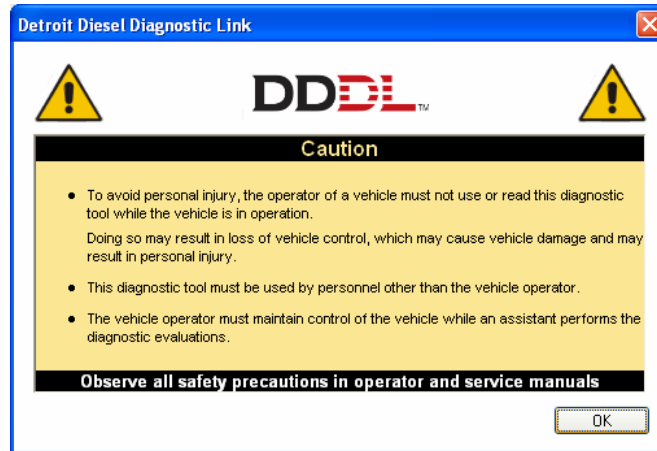 Detroit Diesel Diagnostic Link
DDDL™
Caution
• To avoid personal injury, the operator of a vehicle must not use or read this diagnostic
tool while the vehicle is in operation.
Doing so may result in loss of vehicle control, which may cause vehicle damage and may
result in personal injury.
• This diagnostic tool must be used by personnel other than the vehicle operator.
• The vehicle operator must maintain control of the vehicle while an assistant performs the
diagnostic evaluations.
Observe all safety precautions in operator and service manuals
OK